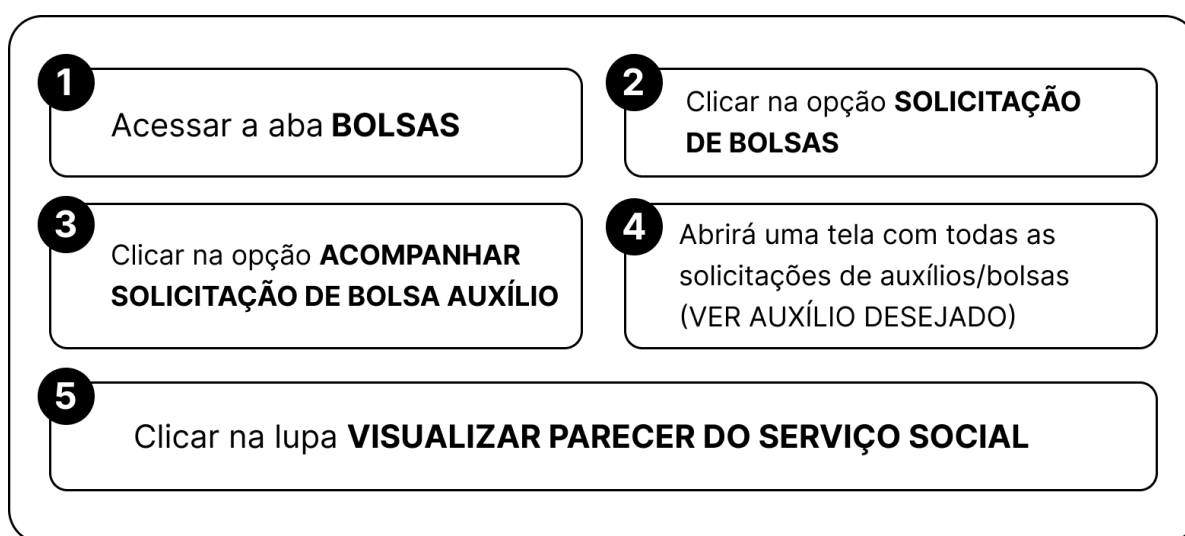 1
Acessar a aba BOLSAS
2
Clicar na opção SOLICITAÇÃO
DE BOLSAS
3
Clicar na opção ACOMPANHAR
SOLICITAÇÃO DE BOLSA AUXÍLIO
4
Abrirá uma tela com todas as
solicitações de auxílios/bolsas
(VER AUXÍLIO DESEJADO)
5
Clicar na lupa VISUALIZAR PARECER DO SERVIÇO SOCIAL